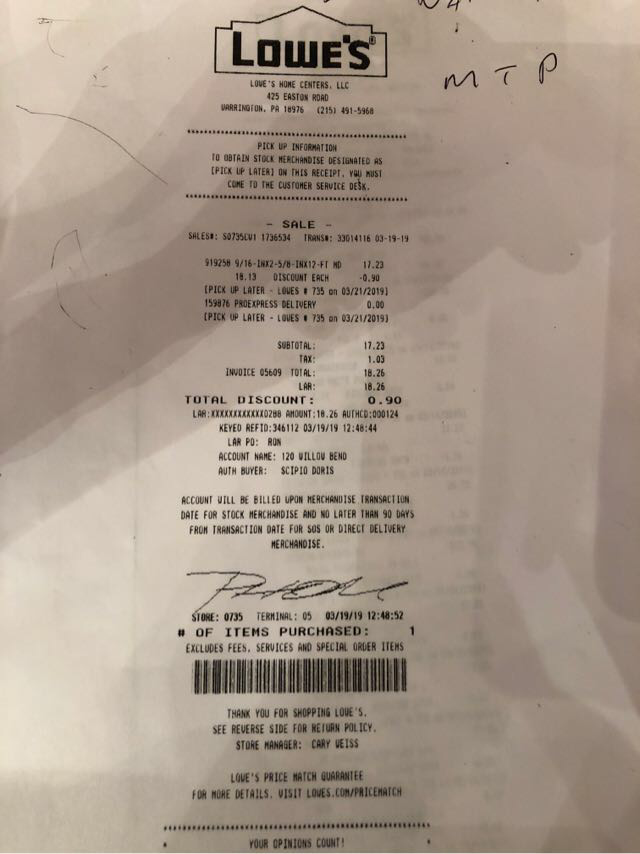 LOWE'S
LOWE'S HOME CENTERS, LLC
425 EASTON ROAD
WARRINGTON, PA 18976 (215) 491-5968
M T P
PICK UP INFORMATION
TO OBTAIN STOCK MERCHANDISE DESIGNATED AS
[PICK UP LATER] ON THIS RECEIPT, YOU MUST
COME TO THE CUSTOMER SERVICE DESK.
- SALE -
SALES#: S0735LW1 1736534 TRANS#: 33014116 03-19-19
919258 9/16-INX2-5/8-INX12-FT MD 17.23
18.13 DISCOUNT EACH -0.90
[PICK UP LATER - LOWES # 735 on 03/21/2019]
159876 PROEXPRESS DELIVERY 0.00
[PICK UP LATER - LOWES # 735 on 03/21/2019]
SUBTOTAL: 17.23
TAX: 1.03
INVOICE 05609 TOTAL: 18.26
LAR: 18.26
TOTAL DISCOUNT: 0.90
LAR:XXXXXXXXXXXX0288 AMOUNT:18.26 AUTHCD:000124
KEYED REFID:346112 03/19/19 12:48:44
LAR PO: RON
ACCOUNT NAME: 120 WILLOW BEND
AUTH BUYER: SCIPIO DORIS
ACCOUNT WILL BE BILLED UPON MERCHANDISE TRANSACTION
DATE FOR STOCK MERCHANDISE AND NO LATER THAN 90 DAYS
FROM TRANSACTION DATE FOR SOS OR DIRECT DELIVERY
MERCHANDISE.
STORE: 0735 TERMINAL: 05 03/19/19 12:48:52
# OF ITEMS PURCHASED: 1
EXCLUDES FEES, SERVICES AND SPECIAL ORDER ITEMS
THANK YOU FOR SHOPPING LOWE'S.
SEE REVERSE SIDE FOR RETURN POLICY.
STORE MANAGER: CARY WEISS
LOWE'S PRICE MATCH GUARANTEE
FOR MORE DETAILS, VISIT LOWES.COM/PRICEMATCH
* YOUR OPINIONS COUNT! *